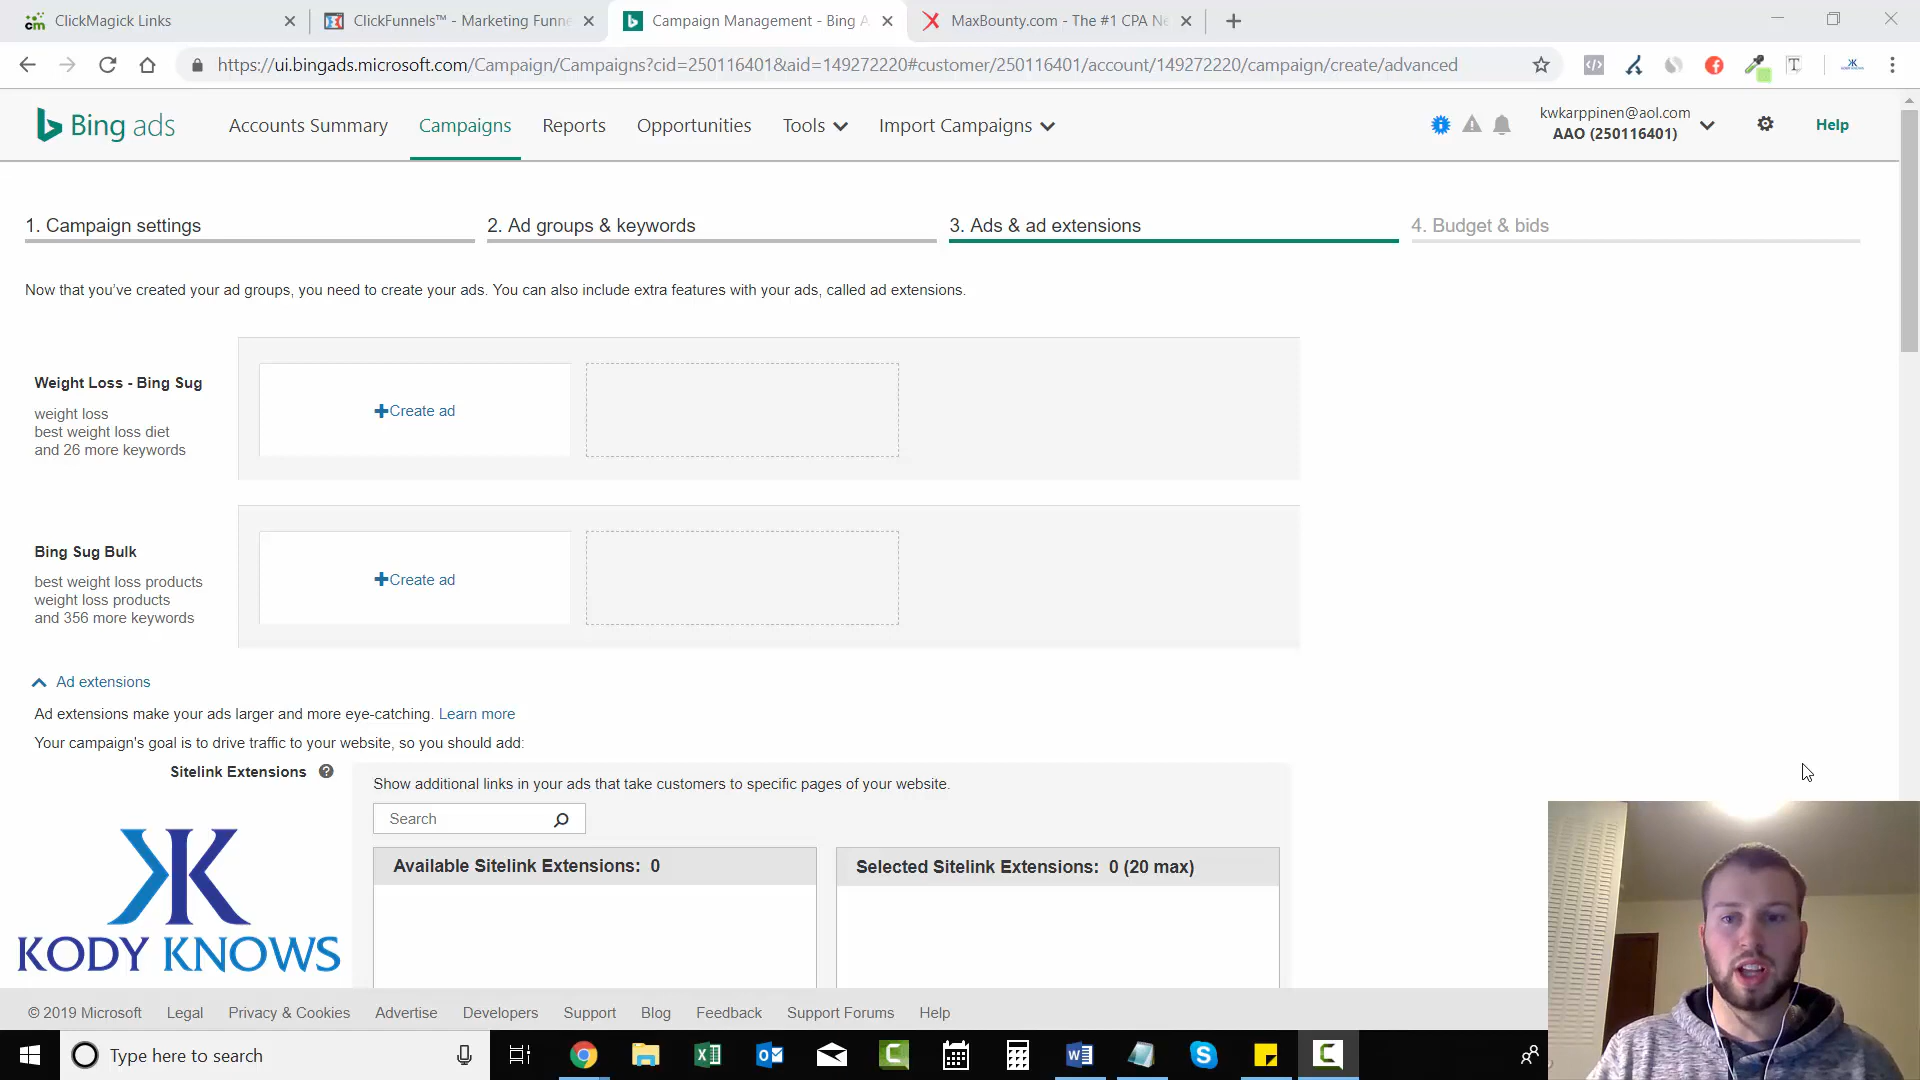 ClickMagick Links
ClickFunnels™ - Marketing Funne
Campaign Management - Bing A
MaxBounty.com - The #1 CPA Ne
https://ui.bingads.microsoft.com/Campaign/Campaigns?cid=250116401&aid=149272220#customer/250116401/account/149272220/campaign/create/advanced
Bing ads
Accounts Summary
Campaigns
Reports
Opportunities
Tools
Import Campaigns
kwkarppinen@aol.com
AAO (250116401)
Help
1. Campaign settings
2. Ad groups & keywords
3. Ads & ad extensions
4. Budget & bids
Now that you've created your ad groups, you need to create your ads. You can also include extra features with your ads, called ad extensions.
Weight Loss - Bing Sug
weight loss
best weight loss diet
and 26 more keywords
Create ad
Bing Sug Bulk
best weight loss products
weight loss products
and 356 more keywords
Create ad
Ad extensions
Ad extensions make your ads larger and more eye-catching. Learn more
Your campaign's goal is to drive traffic to your website, so you should add:
Sitelink Extensions
Show additional links in your ads that take customers to specific pages of your website.
Search
Available Sitelink Extensions: 0
Selected Sitelink Extensions: 0 (20 max)
KODY KNOWS
© 2019 Microsoft
Legal
Privacy & Cookies
Advertise
Developers
Support
Blog
Feedback
Support Forums
Help
Type here to search